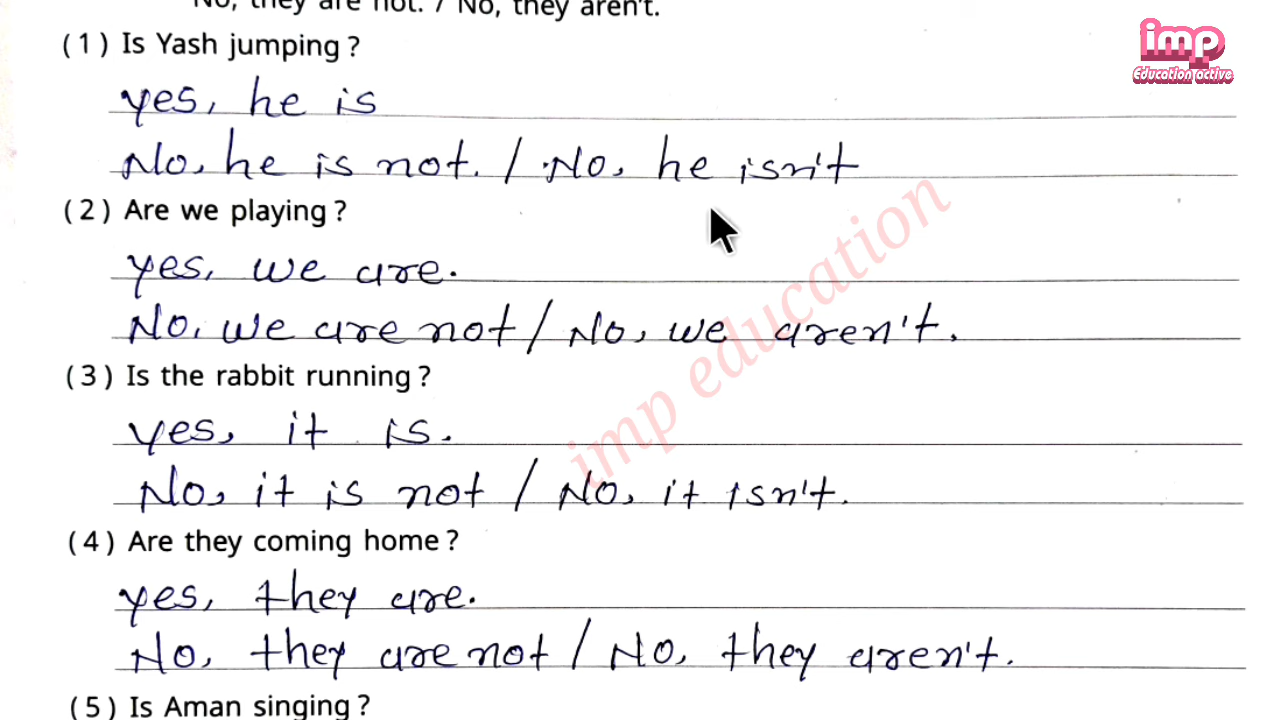 No, they are not. / No, they aren't.
imp
Education active
(1) Is Yash jumping?
yes, he is
No, he is not. / No, he isn't
(2) Are we playing?
yes, we are.
No, we are not / No, we aren't.
(3) Is the rabbit running?
yes, it is.
No, it is not / No, it isn't.
(4) Are they coming home?
yes, they are.
No, they are not / No, they aren't.
(5) Is Aman singing?
imp education